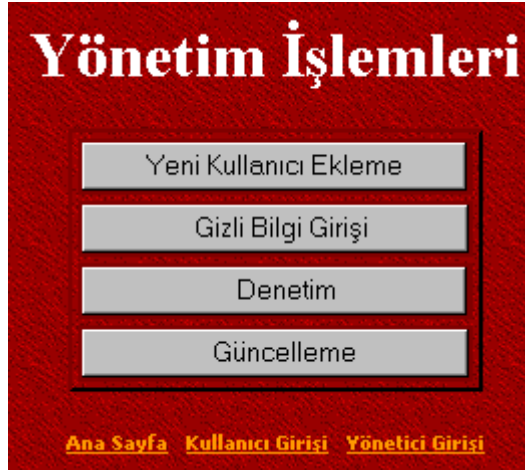 Yönetim İşlemleri
Yeni Kullanıcı Ekleme
Gizli Bilgi Girişi
Denetim
Güncelleme
Ana Sayfa Kullanıcı Girişi Yönetici Girişi